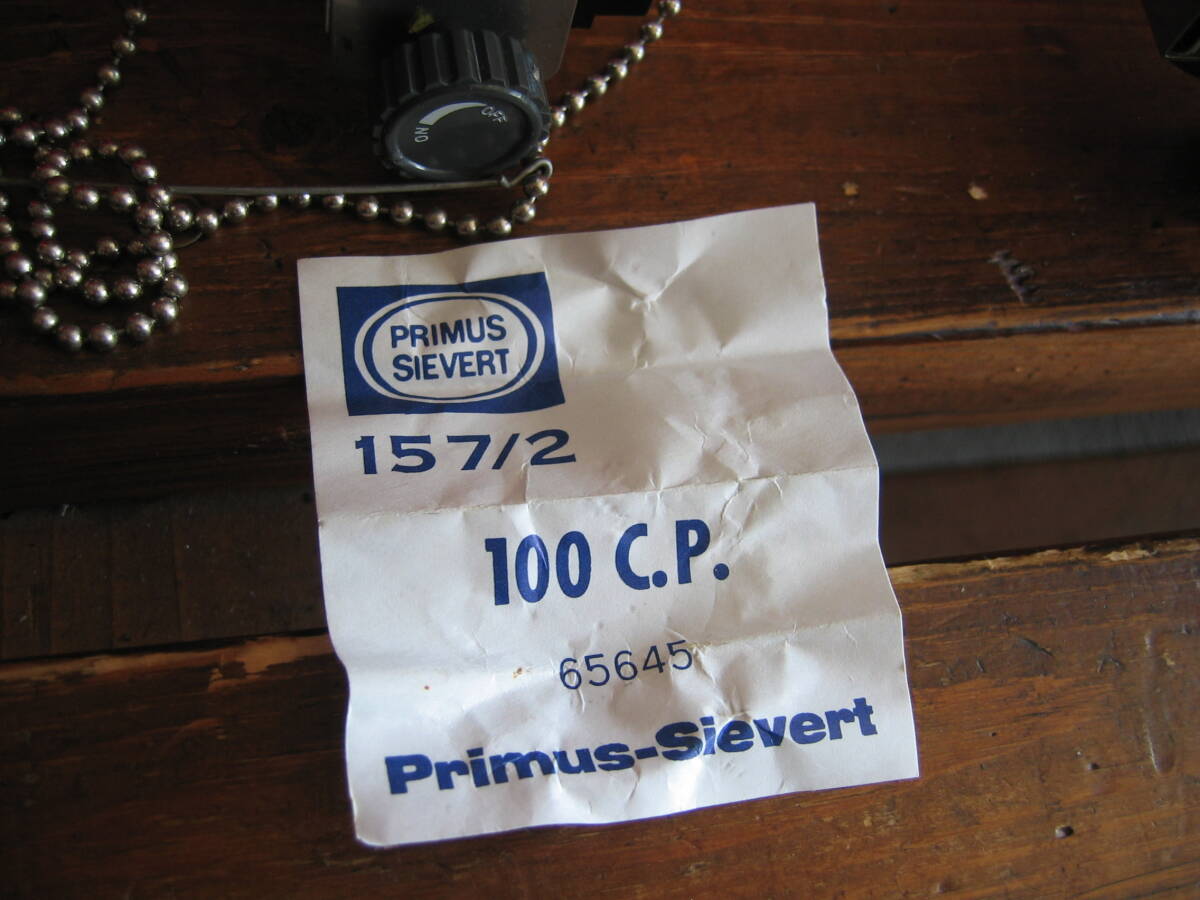 OFF
ON
PRIMUS
SIEVERT
157/2
100 C.P.
65645
Primus-Sievert